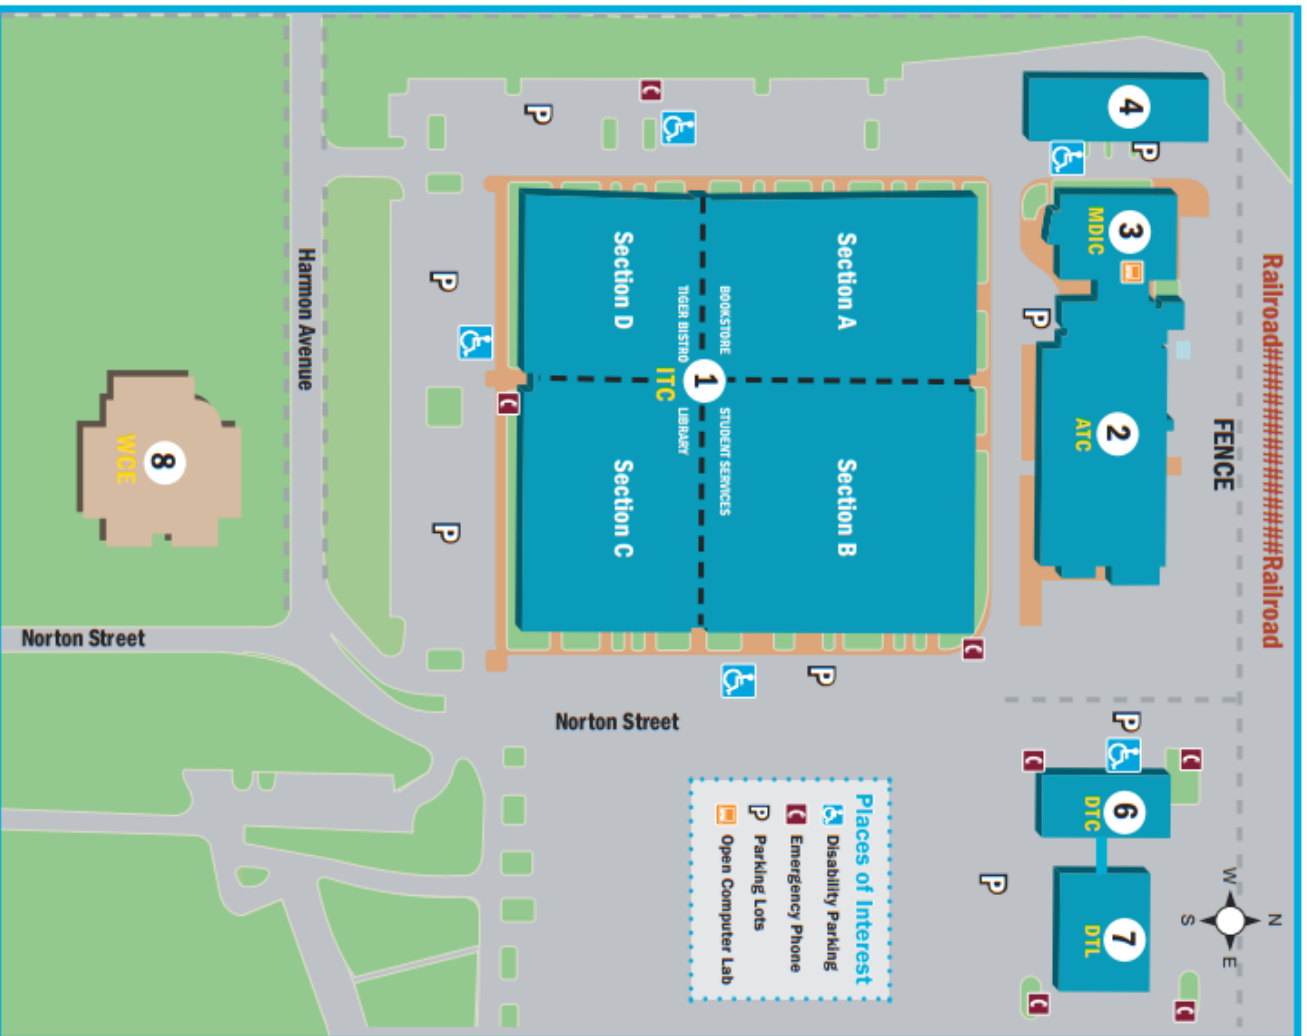 Railroad##############Railroad
FENCE
N
W
E
S
4
P
3
MDIC
P
2
ATC
P
6
DTC
7
DTL
P
P
Section A
Section B
BOOKSTORE
STUDENT SERVICES
1
TIGER BISTRO
LIBRARY
ITC
Section D
Section C
P
P
P
P
Places of Interest
Disability Parking
Emergency Phone
P Parking Lots
Open Computer Lab
Norton Street
Harmon Avenue
8
WCE
Norton Street